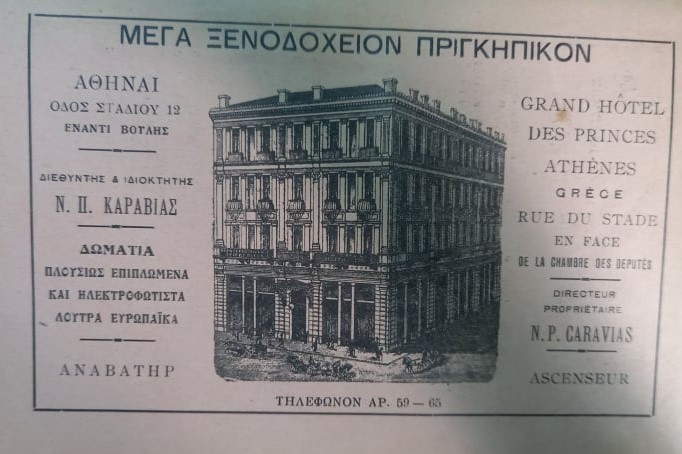 ΜΕΓΑ ΞΕΝΟΔΟΧΕΙΟΝ ΠΡΙΓΚΗΠΙΚΟΝ
ΑΘΗΝΑΙ
ΟΔΟΣ ΣΤΑΔΙΟΥ 12
ΕΝΑΝΤΙ ΒΟΥΛΗΣ
ΔΙΕΘΥΝΤΗΣ & ΙΔΙΟΚΤΗΤΗΣ
Ν. Π. ΚΑΡΑΒΙΑΣ
ΔΩΜΑΤΙΑ
ΠΛΟΥΣΙΩΣ ΕΠΙΠΛΩΜΕΝΑ
ΚΑΙ ΗΛΕΚΤΡΟΦΩΤΙΣΤΑ
ΛΟΥΤΡΑ ΕΥΡΩΠΑΪΚΑ
ΑΝΑΒΑΤΗΡ
GRAND HÔTEL
DES PRINCES
ATHÈNES
GRÉCE
RUE DU STADE
EN FACE
DE LA CHAMBRE DES DEPUTÉS
DIRECTEUR
PROPRIÉTAIRE
N. P. CARAVIAS
ASCENSEUR
ΤΗΛΕΦΩΝΟΝ ΑΡ. 59 — 65